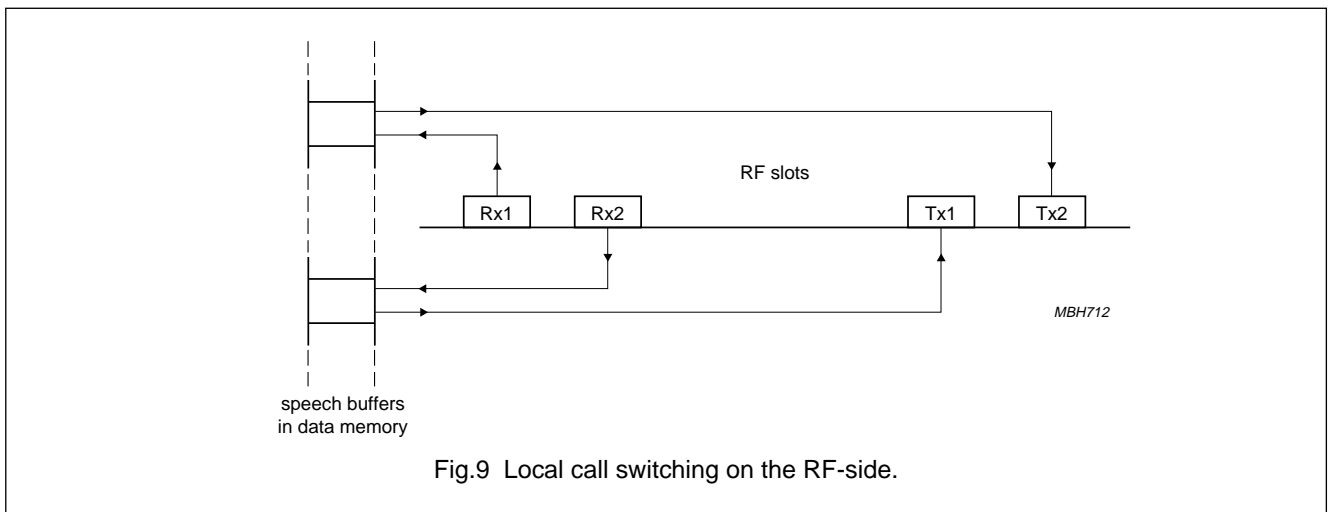 RF slots
Rx1
Rx2
Tx1
Tx2
MBH712
speech buffers
in data memory
Fig.9 Local call switching on the RF-side.